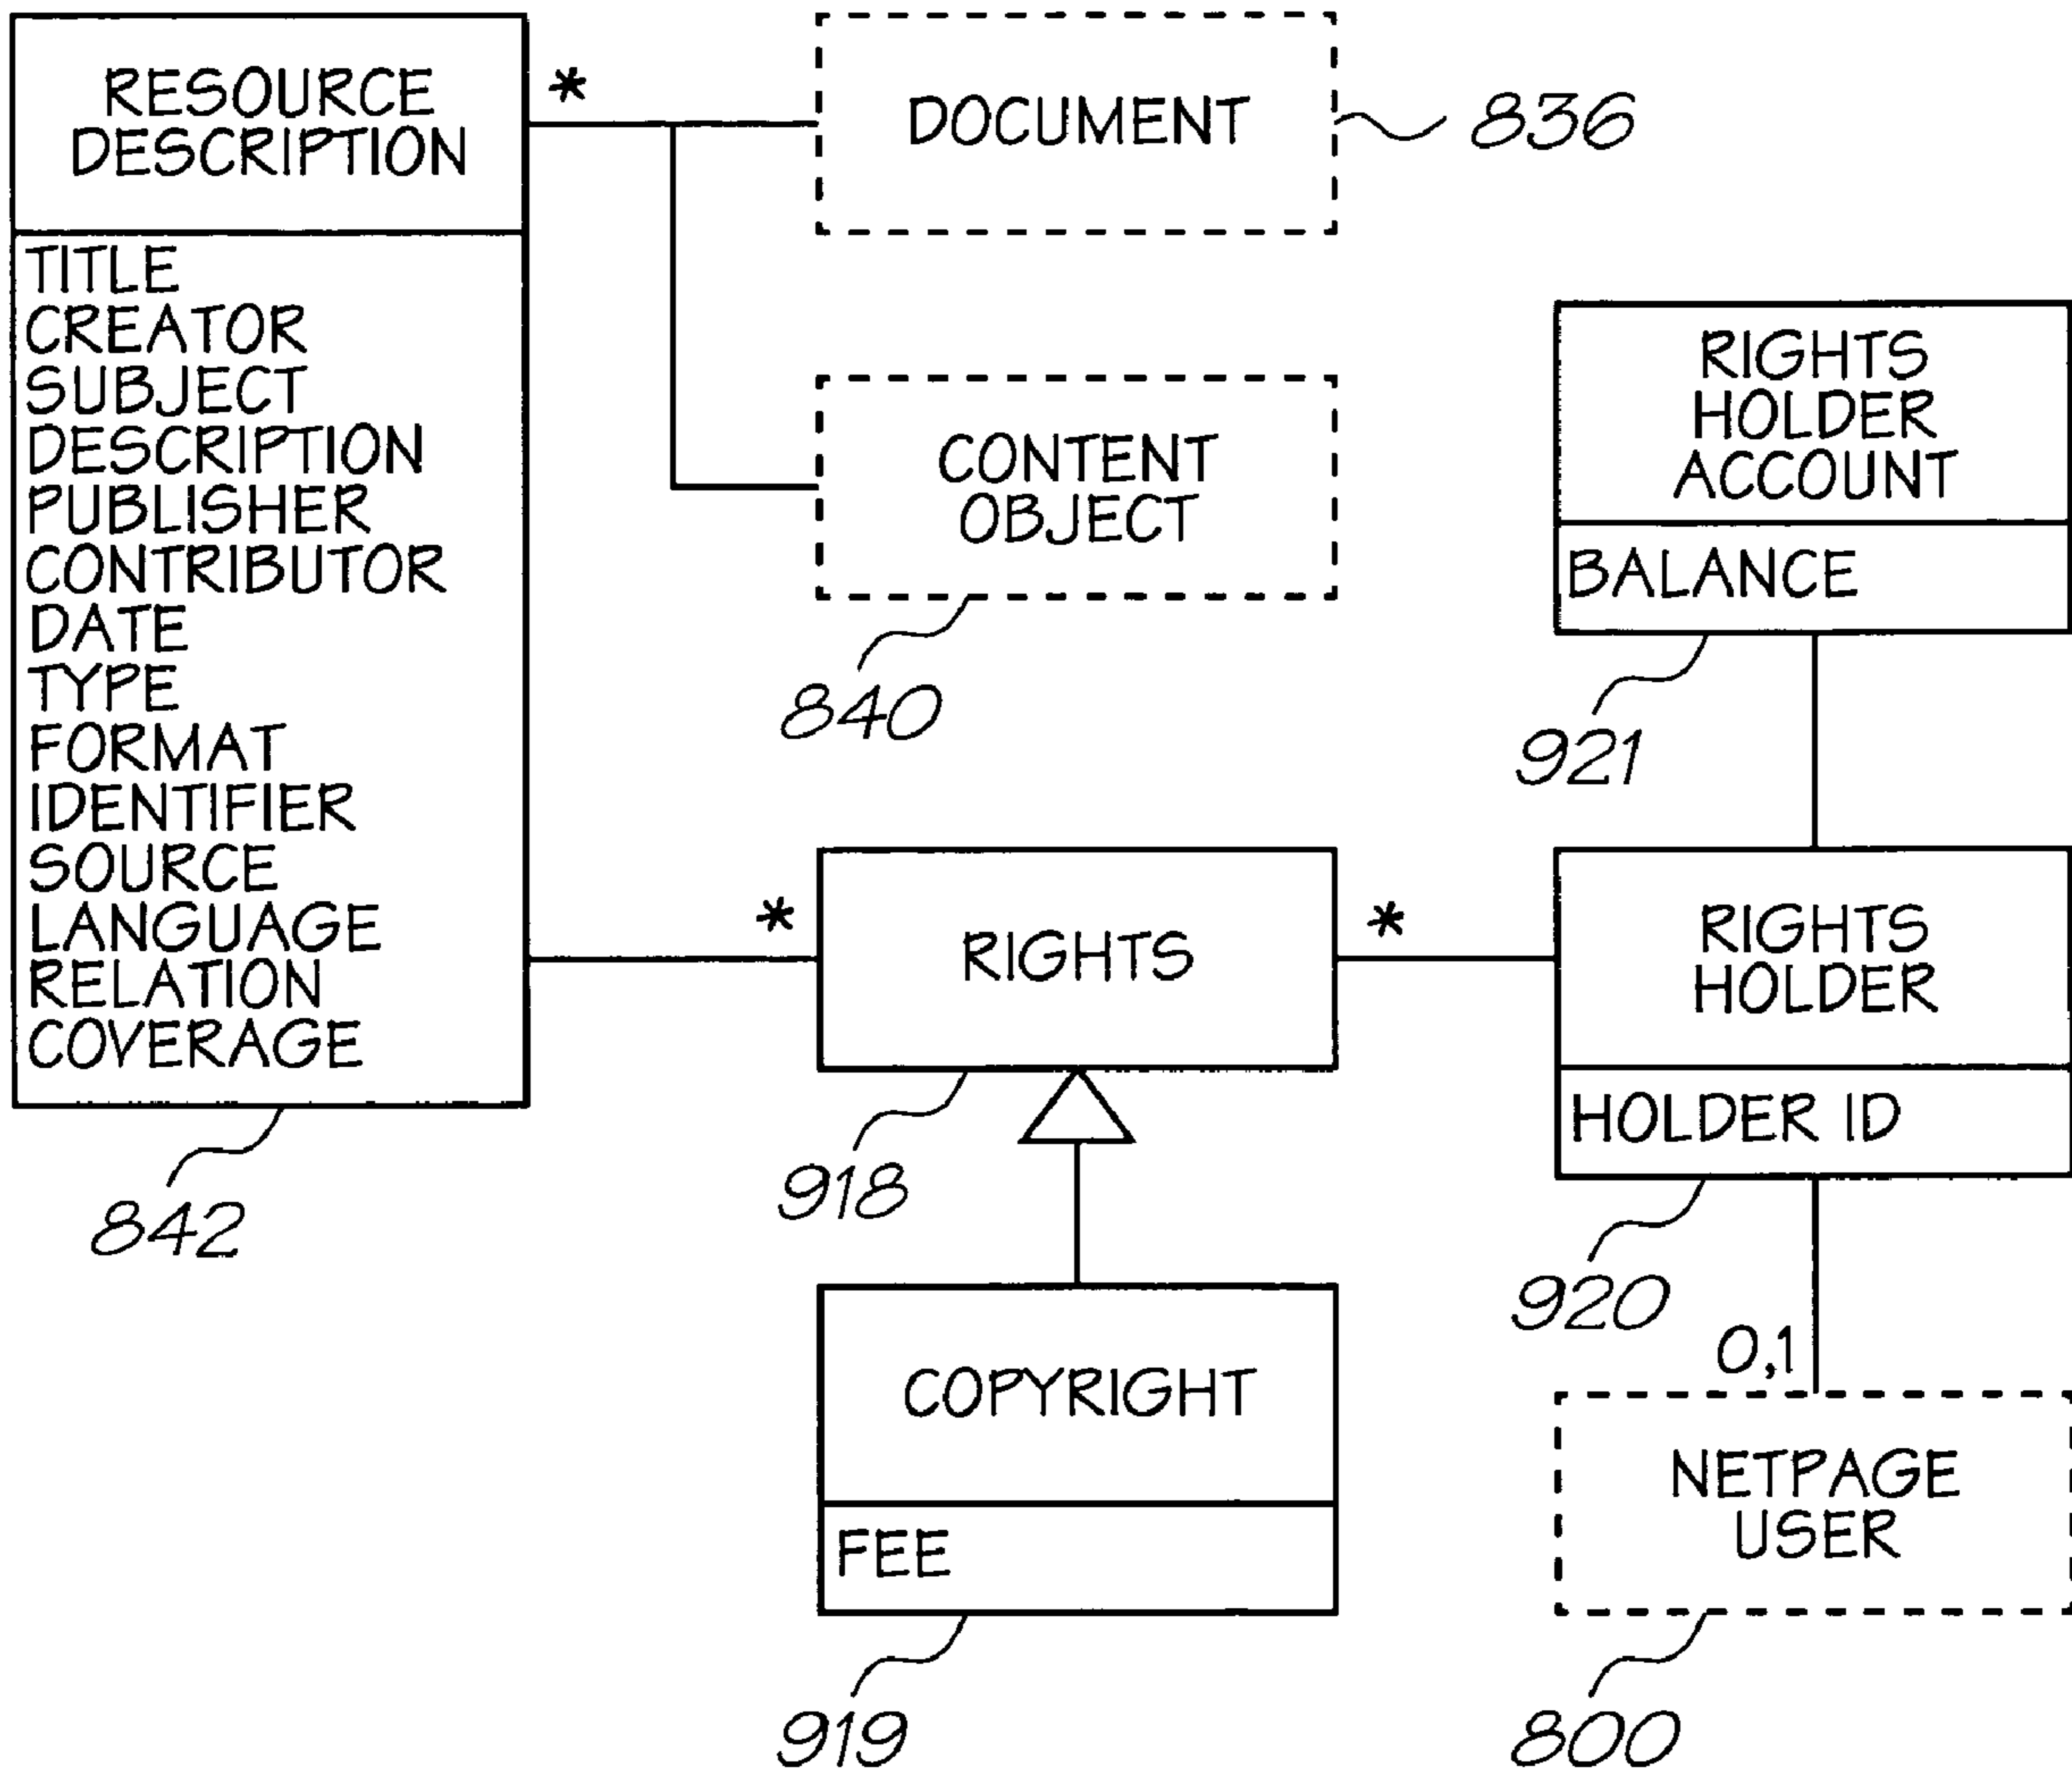 RESOURCE
DESCRIPTION
TITLE
CREATOR
SUBJECT
DESCRIPTION
PUBLISHER
CONTRIBUTOR
DATE
TYPE
FORMAT
IDENTIFIER
SOURCE
LANGUAGE
RELATION
COVERAGE
842
*
DOCUMENT
836
CONTENT
OBJECT
840
RIGHTS
HOLDER
ACCOUNT
BALANCE
921
*
RIGHTS
918
*
RIGHTS
HOLDER
HOLDER ID
920
COPYRIGHT
FEE
919
0,1
NETPAGE
USER
800